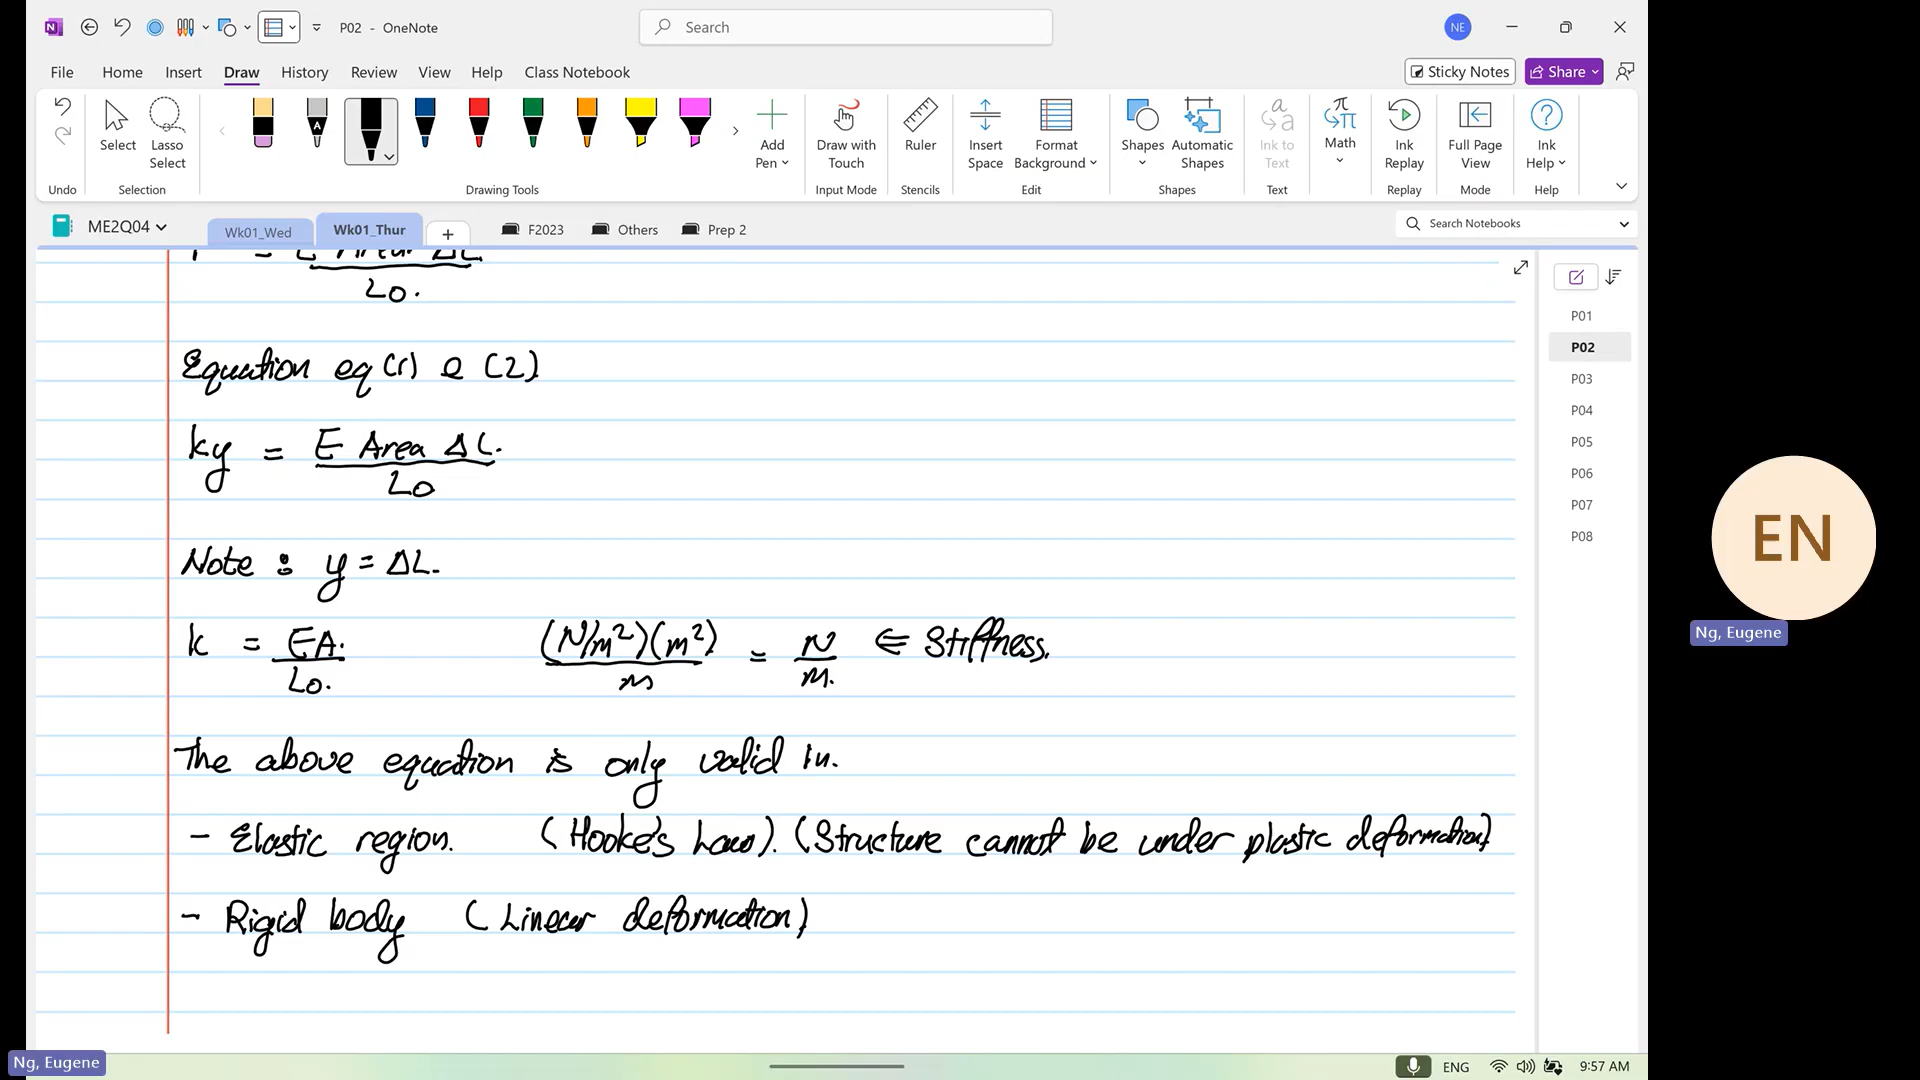 P02 - OneNote
Search
NE
File Home Insert Draw History Review View Help Class Notebook
Sticky Notes
Share
Select
Lasso Select
Add Pen
Draw with Touch
Ruler
Insert Space
Format Background
Shapes
Automatic Shapes
Ink to Text
Math
Ink Replay
Full Page View
Ink Help
Undo Selection Drawing Tools Input Mode Stencils Edit Shapes Text Replay Mode Help
ME2Q04 Wk01_Wed Wk01_Thur + F2023 Others Prep 2 Search Notebooks
Lo.
Equation eq (1) & (2)
ky = E Area ΔL.
Lo
Note : y = ΔL.
k = EA. (N/m²)(m²) = N ⇐ Stiffness.
Lo. m m.
The above equation is only valid in.
- Elastic region. (Hooke's Law). (Structure cannot be under plastic deformation)
- Rigid body (Linear deformation)
P01
P02
P03
P04
P05
P06
P07
P08
EN
Ng, Eugene
Ng, Eugene
ENG 9:57 AM